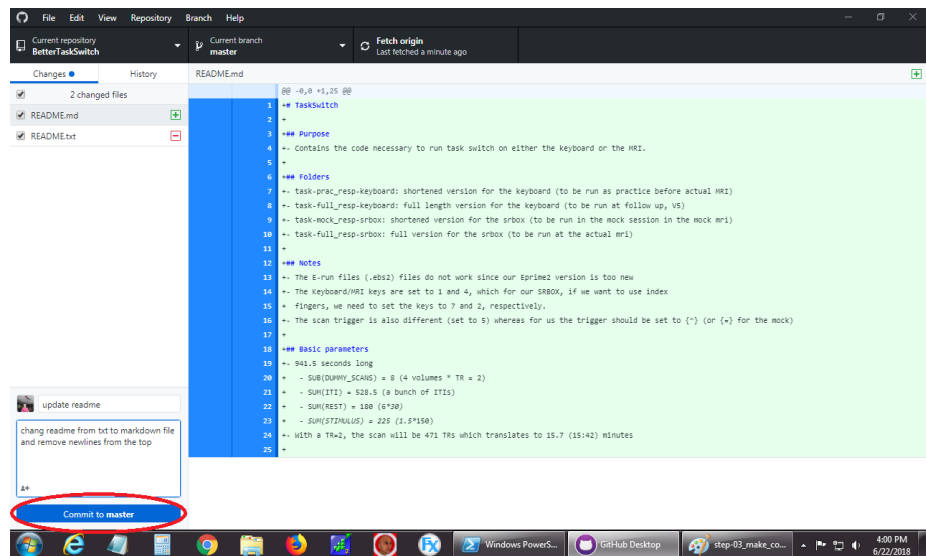 File Edit View Repository Branch Help
Current repository
BetterTaskSwitch
Current branch
master
Fetch origin
Last fetched a minute ago
Changes
History
README.md
2 changed files
README.md
README.txt
@@ -0,0 +1,25 @@
1 +# TaskSwitch
2 +
3 +## Purpose
4 +- Contains the code necessary to run task switch on either the keyboard or the MRI.
5 +
6 +## Folders
7 +- task-prac_resp-keyboard: shortened version for the keyboard (to be run as practice before actual MRI)
8 +- task-full_resp-keyboard: full length version for the keyboard (to be run at follow up, V5)
9 +- task-mock_resp-srbox: shortened version for the srbox (to be run in the mock session in the mock mri)
10 +- task-full_resp-srbox: full version for the srbox (to be run at the actual mri)
11 +
12 +## Notes
13 +- The E-run files (.ebs2) files do not work since our Eprime2 version is too new
14 +- The Keyboard/MRI keys are set to 1 and 4, which for our SRBOX, if we want to use index
15 + fingers, we need to set the keys to 7 and 2, respectively.
16 +- The scan trigger is also different (set to 5) whereas for us the trigger should be set to {^} (or {=} for the mock)
17 +
18 +## Basic parameters
19 +- 941.5 seconds long
20 + - SUB(DUMMY_SCANS) = 8 (4 volumes * TR = 2)
21 + - SUM(ITI) = 528.5 (a bunch of ITIs)
22 + - SUM(REST) = 180 (6*30)
23 + - SUM(STIMULUS) = 225 (1.5*150)
24 +- With a TR=2, the scan will be 471 TRs which translates to 15.7 (15:42) minutes
25 +
update readme
chang readme from txt to markdown file
and remove newlines from the top
Commit to master
Windows PowerS...
GitHub Desktop
step-03_make_co...
4:00 PM
6/22/2018